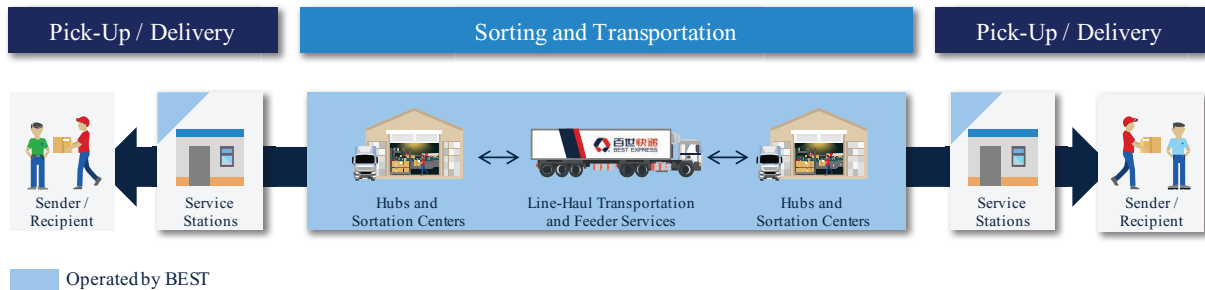 Pick-Up / Delivery
Sorting and Transportation
Pick-Up / Delivery
百世快递
BEST EXPRESS
Sender /
Recipient
Service
Stations
Hubs and
Sortation Centers
Line-Haul Transportation
and Feeder Services
Hubs and
Sortation Centers
Service
Stations
Sender /
Recipient
Operated by BEST